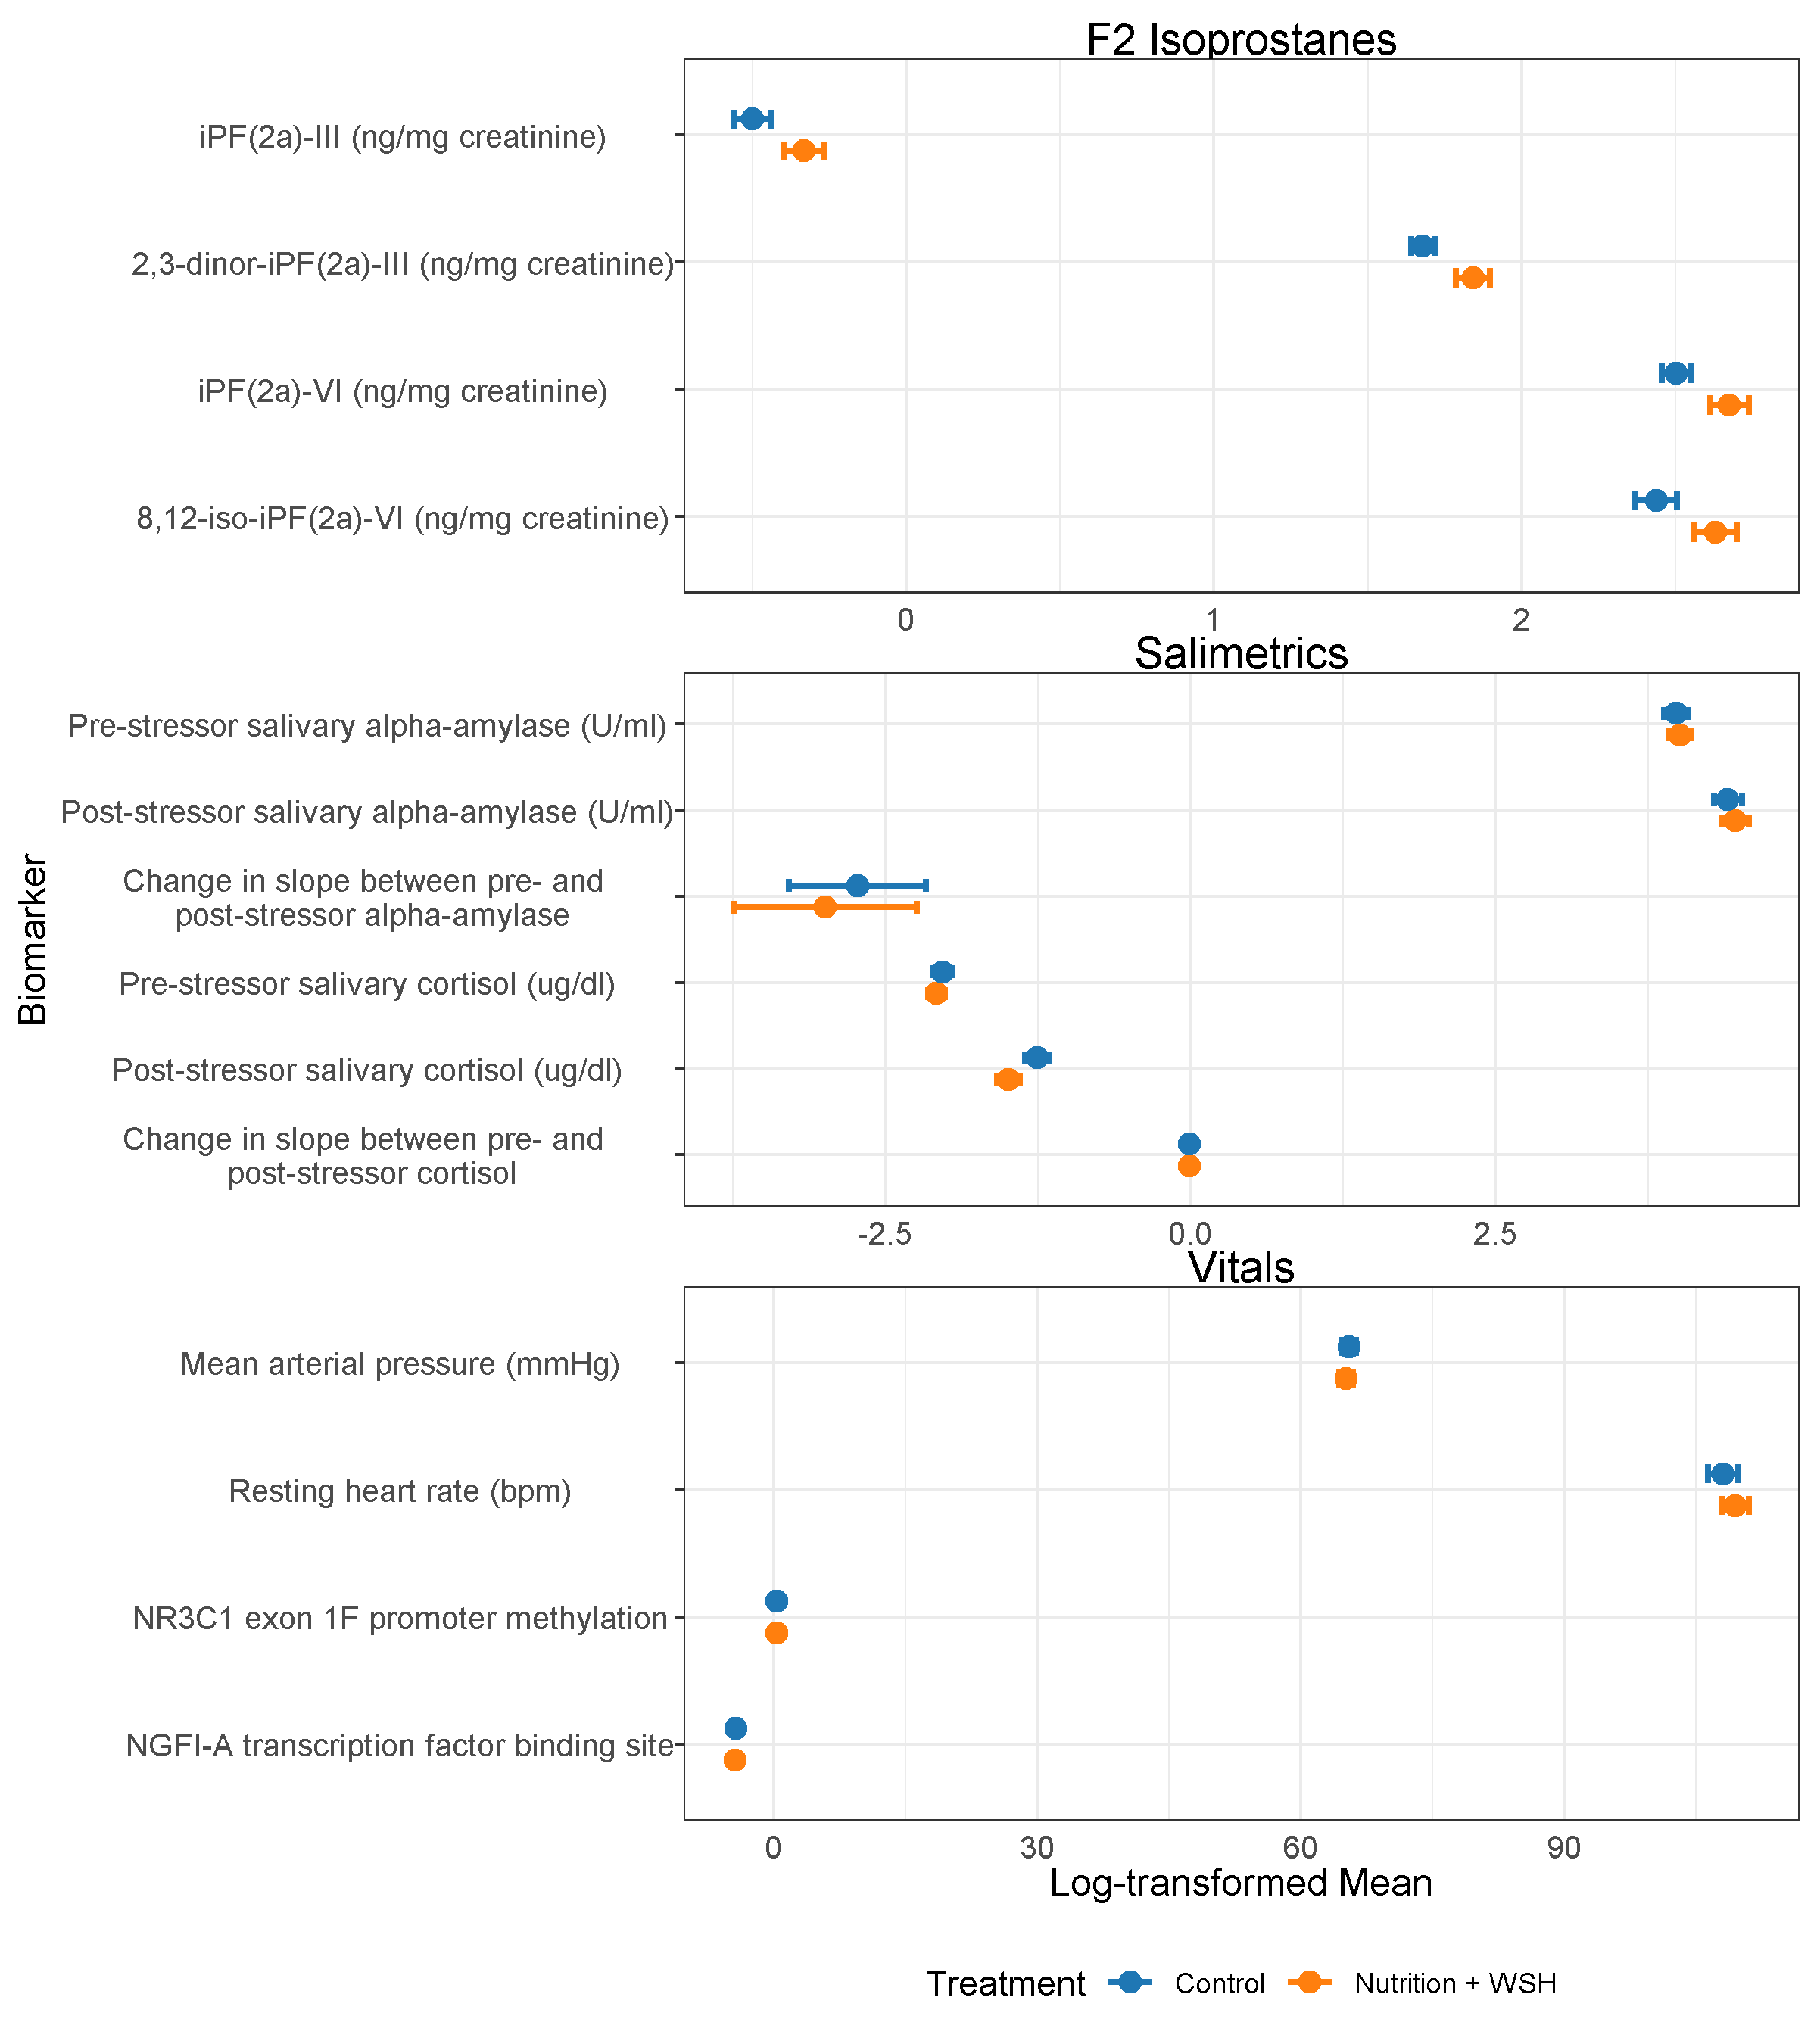 F2 Isoprostanes
iPF(2a)-III (ng/mg creatinine)
2,3-dinor-iPF(2a)-III (ng/mg creatinine)
iPF(2a)-VI (ng/mg creatinine)
8,12-iso-iPF(2a)-VI (ng/mg creatinine)
0 1 2
Salimetrics
Pre-stressor salivary alpha-amylase (U/ml)
Post-stressor salivary alpha-amylase (U/ml)
Change in slope between pre- and
post-stressor alpha-amylase
Pre-stressor salivary cortisol (ug/dl)
Post-stressor salivary cortisol (ug/dl)
Change in slope between pre- and
post-stressor cortisol
-2.5 0.0 2.5
Biomarker
Vitals
Mean arterial pressure (mmHg)
Resting heart rate (bpm)
NR3C1 exon 1F promoter methylation
NGFI-A transcription factor binding site
0 30 60 90
Log-transformed Mean
Treatment Control Nutrition + WSH